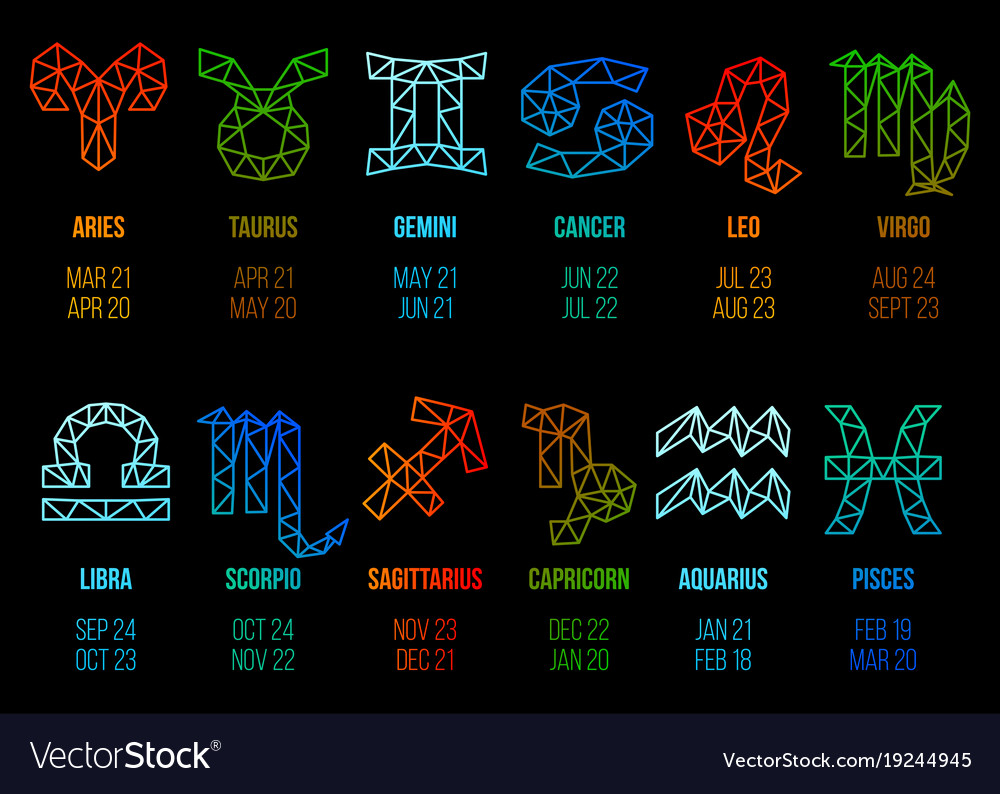 ARIES TAURUS GEMINI CANCER LEO VIRGO
MAR 21 APR 21 MAY 21 JUN 22 JUL 23 AUG 24
APR 20 MAY 20 JUN 21 JUL 22 AUG 23 SEPT 23
LIBRA SCORPIO SAGITTARIUS CAPRICORN AQUARIUS PISCES
SEP 24 OCT 24 NOV 23 DEC 22 JAN 21 FEB 19
OCT 23 NOV 22 DEC 21 JAN 20 FEB 18 MAR 20
VectorStock®
VectorStock.com/19244945